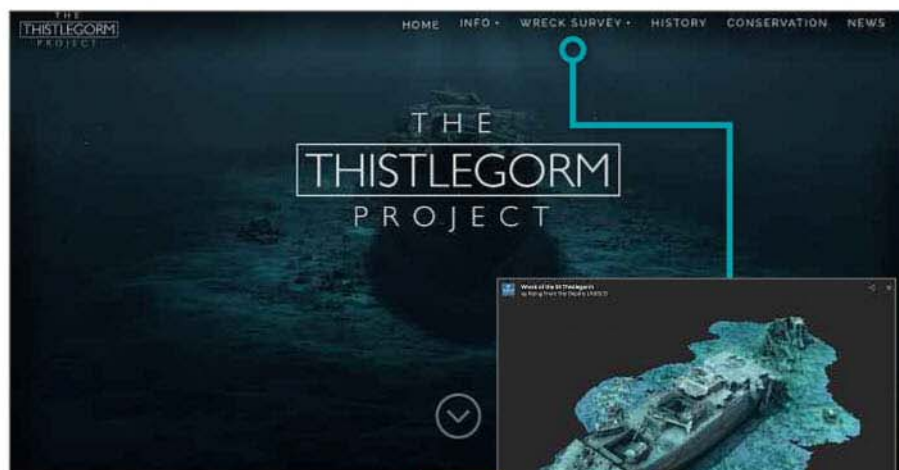 THE
THISTLEGORM
PROJECT
HOME INFO • WRECK SURVEY • HISTORY CONSERVATION NEWS
THE
THISTLEGORM
PROJECT
Wreck of the SS Thistlegorm